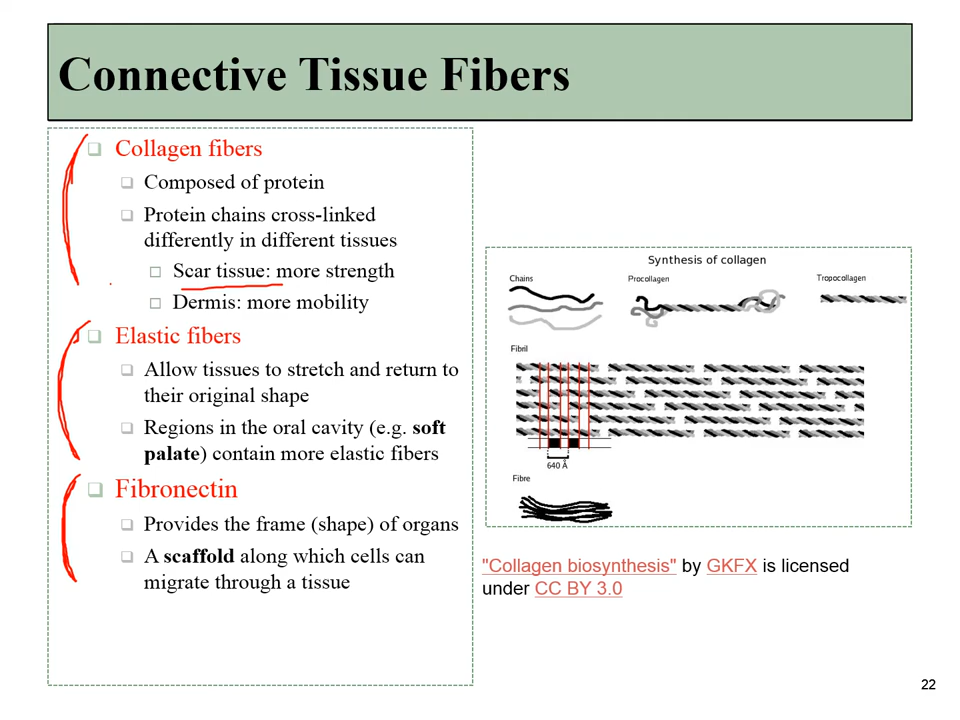 Connective Tissue Fibers
Collagen fibers
Composed of protein
Protein chains cross-linked
differently in different tissues
Scar tissue: more strength
Dermis: more mobility
Elastic fibers
Allow tissues to stretch and return to
their original shape
Regions in the oral cavity (e.g. soft
palate) contain more elastic fibers
Fibronectin
Provides the frame (shape) of organs
A scaffold along which cells can
migrate through a tissue
Synthesis of collagen
Chains
Procollagen
Tropocollagen
Fibril
640 Å
Fibre
"Collagen biosynthesis" by GKFX is licensed
under CC BY 3.0
22